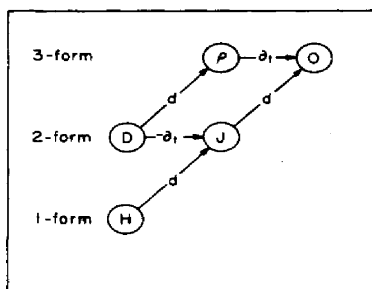 3-form ρ ∂t O
d d
2-form D -∂t J
d
1-form H